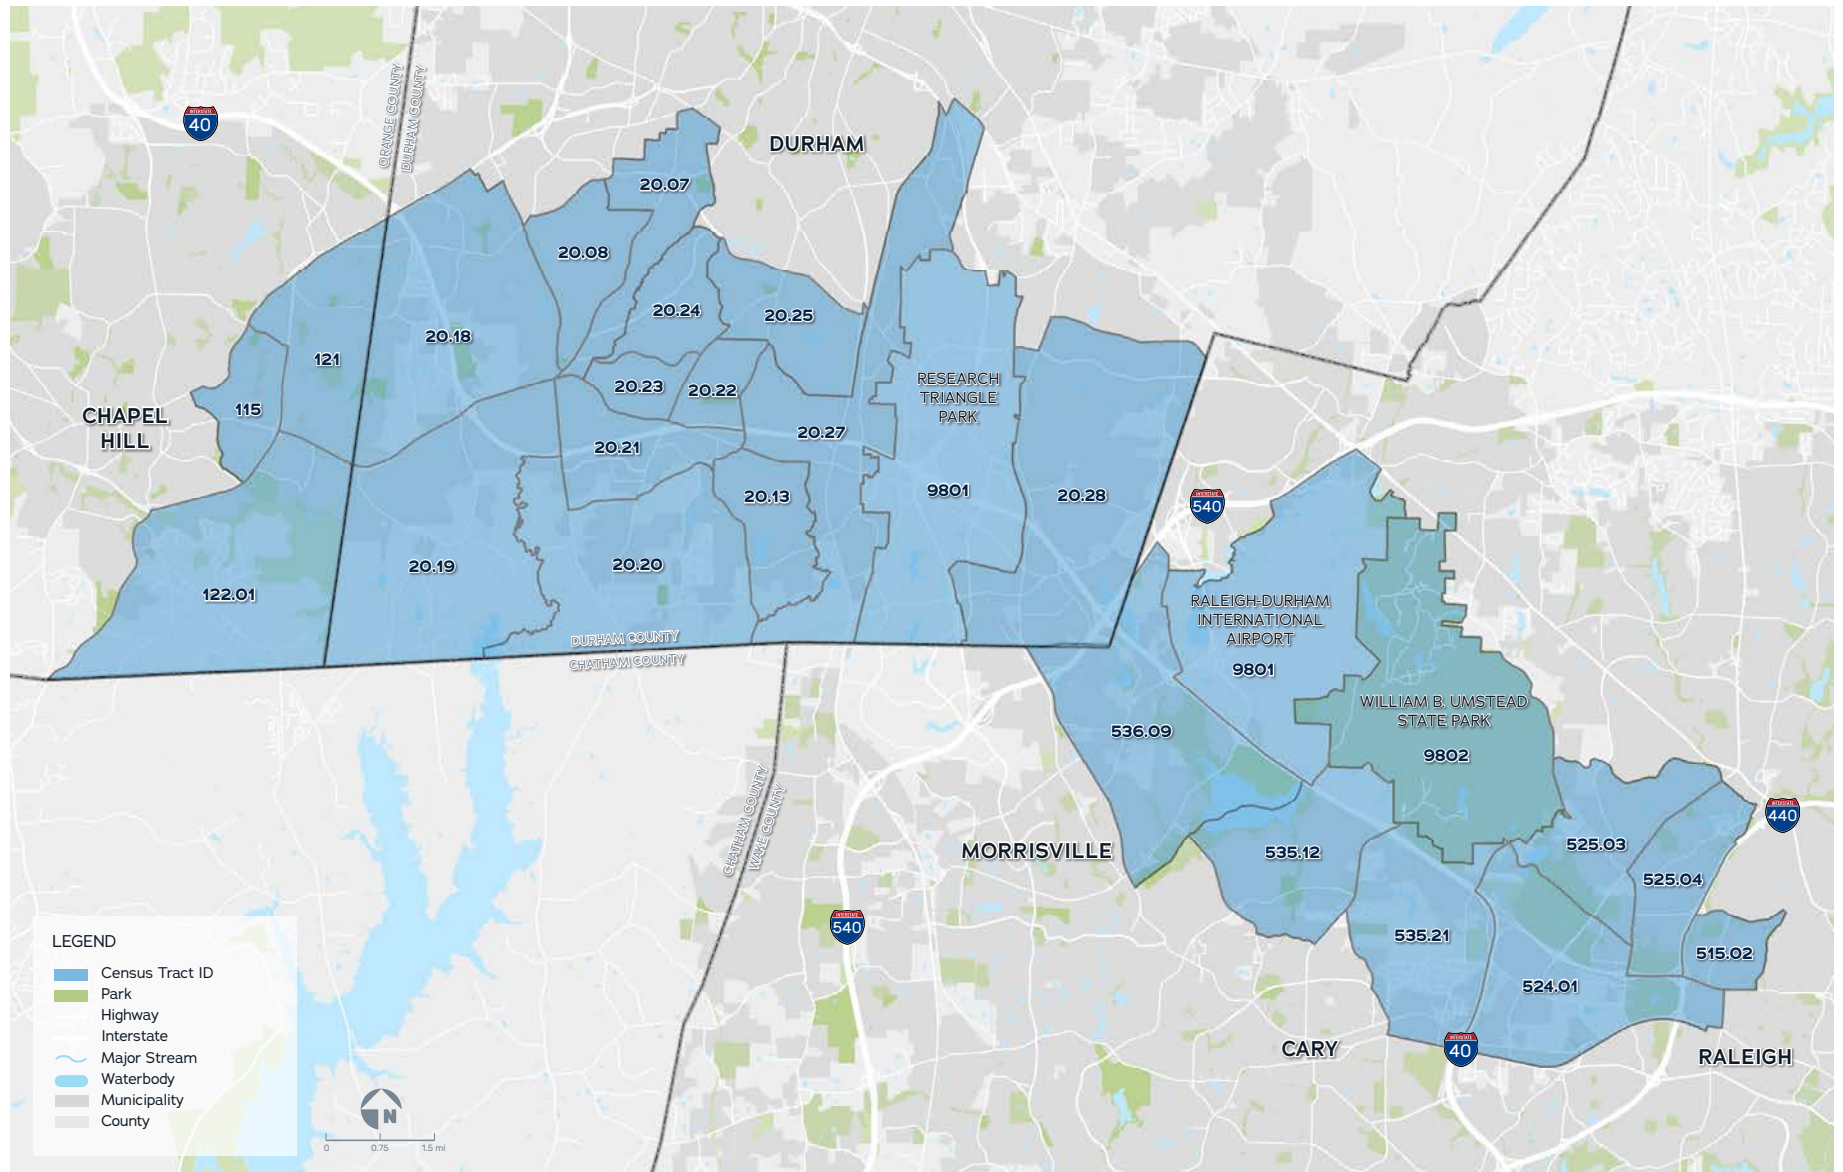 ORANGE COUNTY
DURHAM COUNTY
INTERSTATE
40
DURHAM
20.07
20.08
20.24
20.25
20.18
121
115
20.23
20.22
RESEARCH
TRIANGLE
PARK
CHAPEL
HILL
20.21
20.27
9801
20.13
20.28
INTERSTATE
540
20.19
20.20
122.01
DURHAM COUNTY
CHATHAM COUNTY
RALEIGH-DURHAM
INTERNATIONAL
AIRPORT
9801
WILLIAM B. UMSTEAD
STATE PARK
9802
536.09
CHATHAM COUNTY
WAKE COUNTY
INTERSTATE
440
MORRISVILLE
535.12
525.03
525.04
INTERSTATE
540
535.21
515.02
524.01
CARY
INTERSTATE
40
RALEIGH
LEGEND
Census Tract ID
Park
Highway
Interstate
Major Stream
Waterbody
Municipality
County
N
0 0.75 1.5 mi